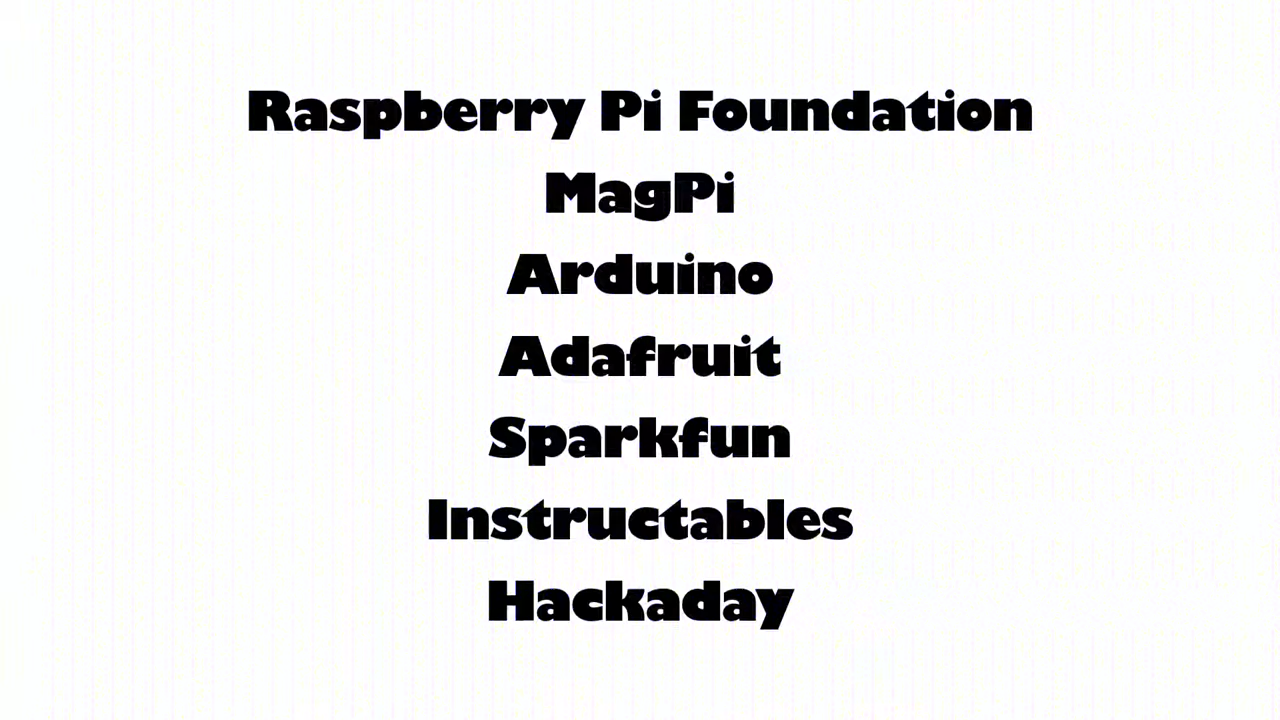 Raspberry Pi Foundation
MagPi
Arduino
Adafruit
Sparkfun
Instructables
Hackaday